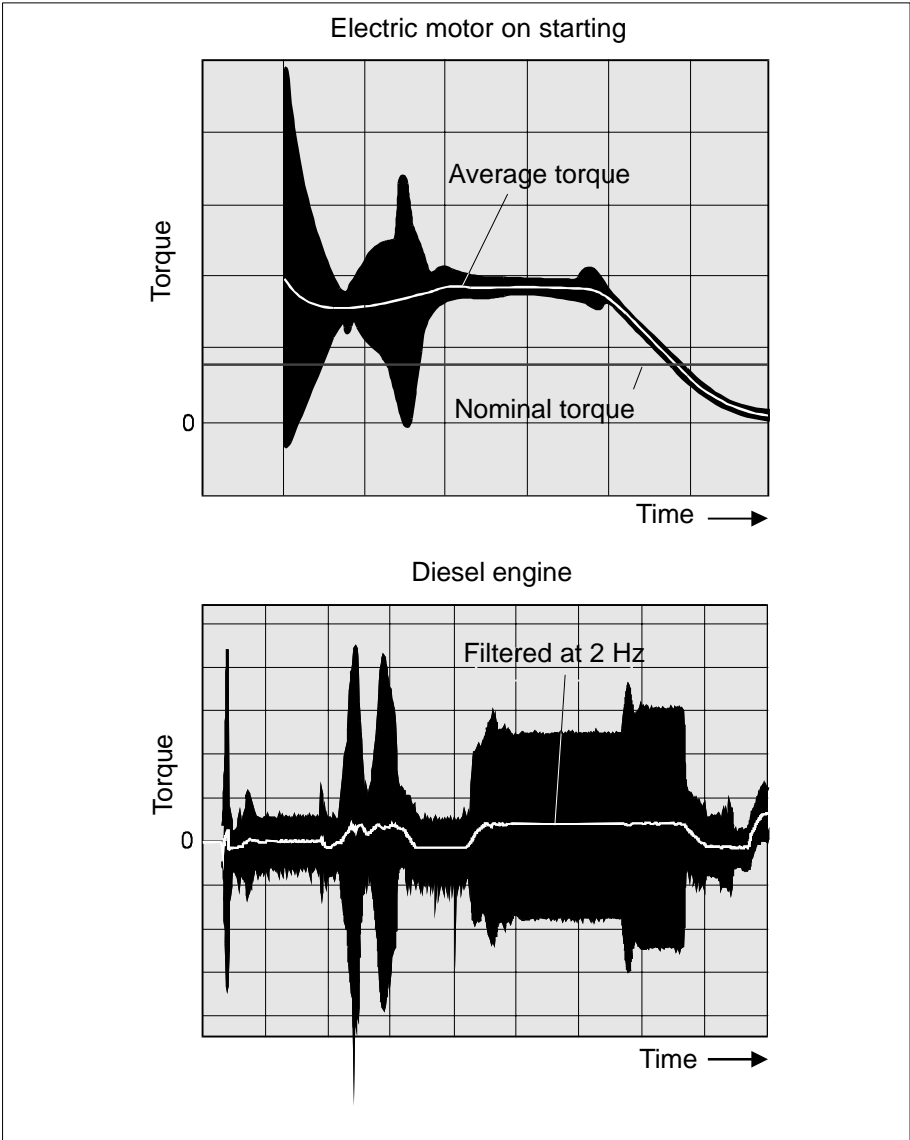 Electric motor on starting
Average torque
Torque
Nominal torque
0
Time
Diesel engine
Filtered at 2 Hz
Torque
0
Time